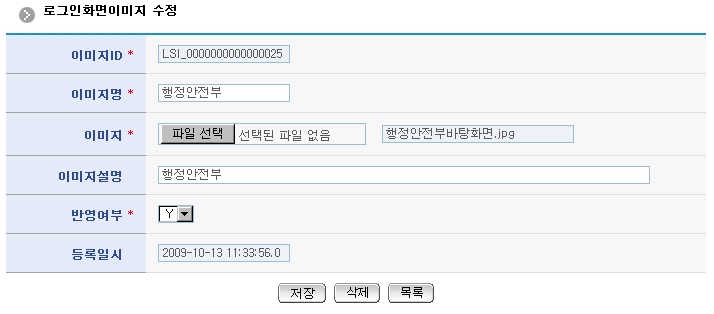 로그인화면이미지 수정
이미지ID * LSI_0000000000000025
이미지명 * 행정안전부
이미지 * 파일 선택 선택된 파일 없음 행정안전부바탕화면.jpg
이미지설명 행정안전부
반영여부 * Y
등록일시 2009-10-13 11:33:56.0
저장 삭제 목록